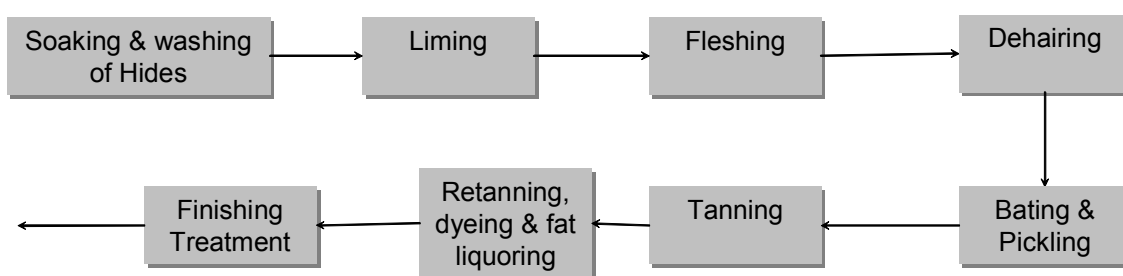 Soaking & washing
of Hides
Liming
Fleshing
Dehairing
Bating &
Pickling
Tanning
Retanning,
dyeing & fat
liquoring
Finishing
Treatment